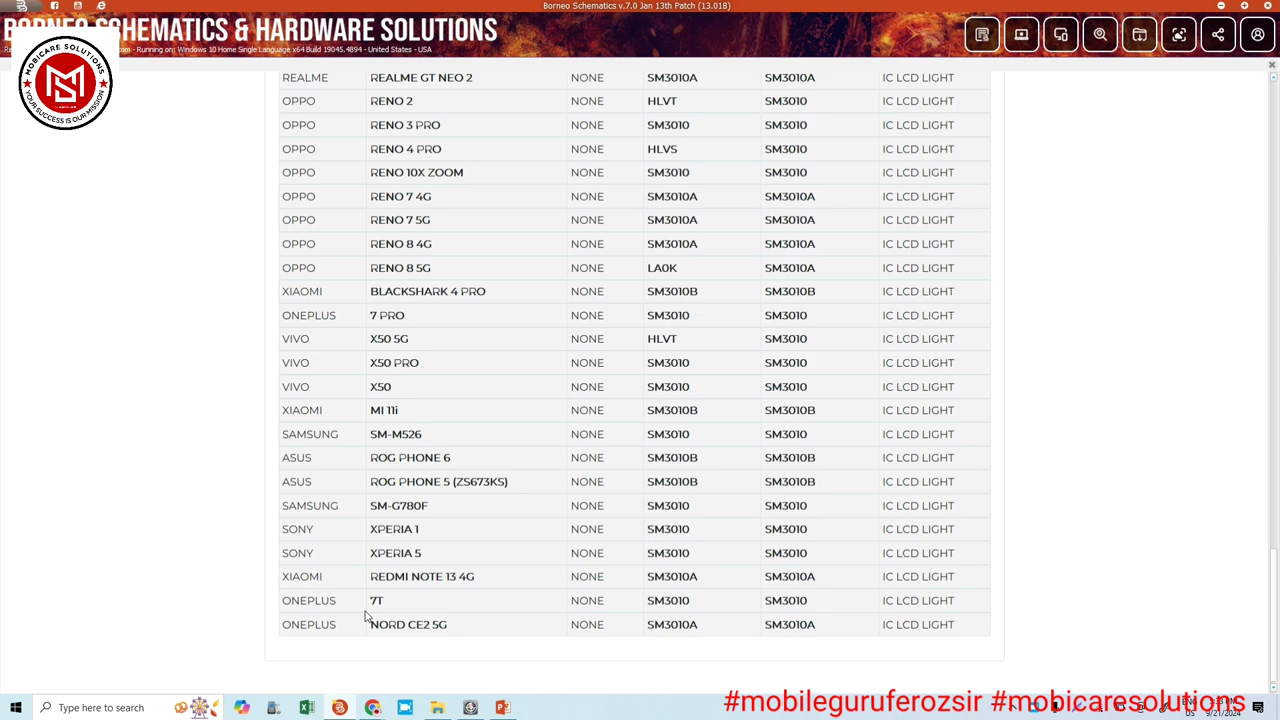 Borneo Schematics v.7.0 Jan 13th Patch (13.018)
BORNEO SCHEMATICS & HARDWARE SOLUTIONS
- Running on: Windows 10 Home Single Language x64 Build 19045.4894 - United States - USA
MOBICARE SOLUTIONS
MS
YOUR SUCCESS IS OUR MISSION
REALME REALME GT NEO 2 NONE SM3010A SM3010A IC LCD LIGHT
OPPO RENO 2 NONE HLVT SM3010 IC LCD LIGHT
OPPO RENO 3 PRO NONE SM3010 SM3010 IC LCD LIGHT
OPPO RENO 4 PRO NONE HLVS SM3010 IC LCD LIGHT
OPPO RENO 10X ZOOM NONE SM3010 SM3010 IC LCD LIGHT
OPPO RENO 7 4G NONE SM3010A SM3010A IC LCD LIGHT
OPPO RENO 7 5G NONE SM3010A SM3010A IC LCD LIGHT
OPPO RENO 8 4G NONE SM3010A SM3010A IC LCD LIGHT
OPPO RENO 8 5G NONE LA0K SM3010A IC LCD LIGHT
XIAOMI BLACKSHARK 4 PRO NONE SM3010B SM3010B IC LCD LIGHT
ONEPLUS 7 PRO NONE SM3010 SM3010 IC LCD LIGHT
VIVO X50 5G NONE HLVT SM3010 IC LCD LIGHT
VIVO X50 PRO NONE SM3010 SM3010 IC LCD LIGHT
VIVO X50 NONE SM3010 SM3010 IC LCD LIGHT
XIAOMI MI 11i NONE SM3010B SM3010B IC LCD LIGHT
SAMSUNG SM-M526 NONE SM3010 SM3010 IC LCD LIGHT
ASUS ROG PHONE 6 NONE SM3010B SM3010B IC LCD LIGHT
ASUS ROG PHONE 5 (ZS673KS) NONE SM3010B SM3010B IC LCD LIGHT
SAMSUNG SM-G780F NONE SM3010 SM3010 IC LCD LIGHT
SONY XPERIA 1 NONE SM3010 SM3010 IC LCD LIGHT
SONY XPERIA 5 NONE SM3010 SM3010 IC LCD LIGHT
XIAOMI REDMI NOTE 13 4G NONE SM3010A SM3010A IC LCD LIGHT
ONEPLUS 7T NONE SM3010 SM3010 IC LCD LIGHT
ONEPLUS NORD CE2 5G NONE SM3010A SM3010A IC LCD LIGHT
Type here to search
#mobileguruferozsir #mobicaresolutions
9/21/2024